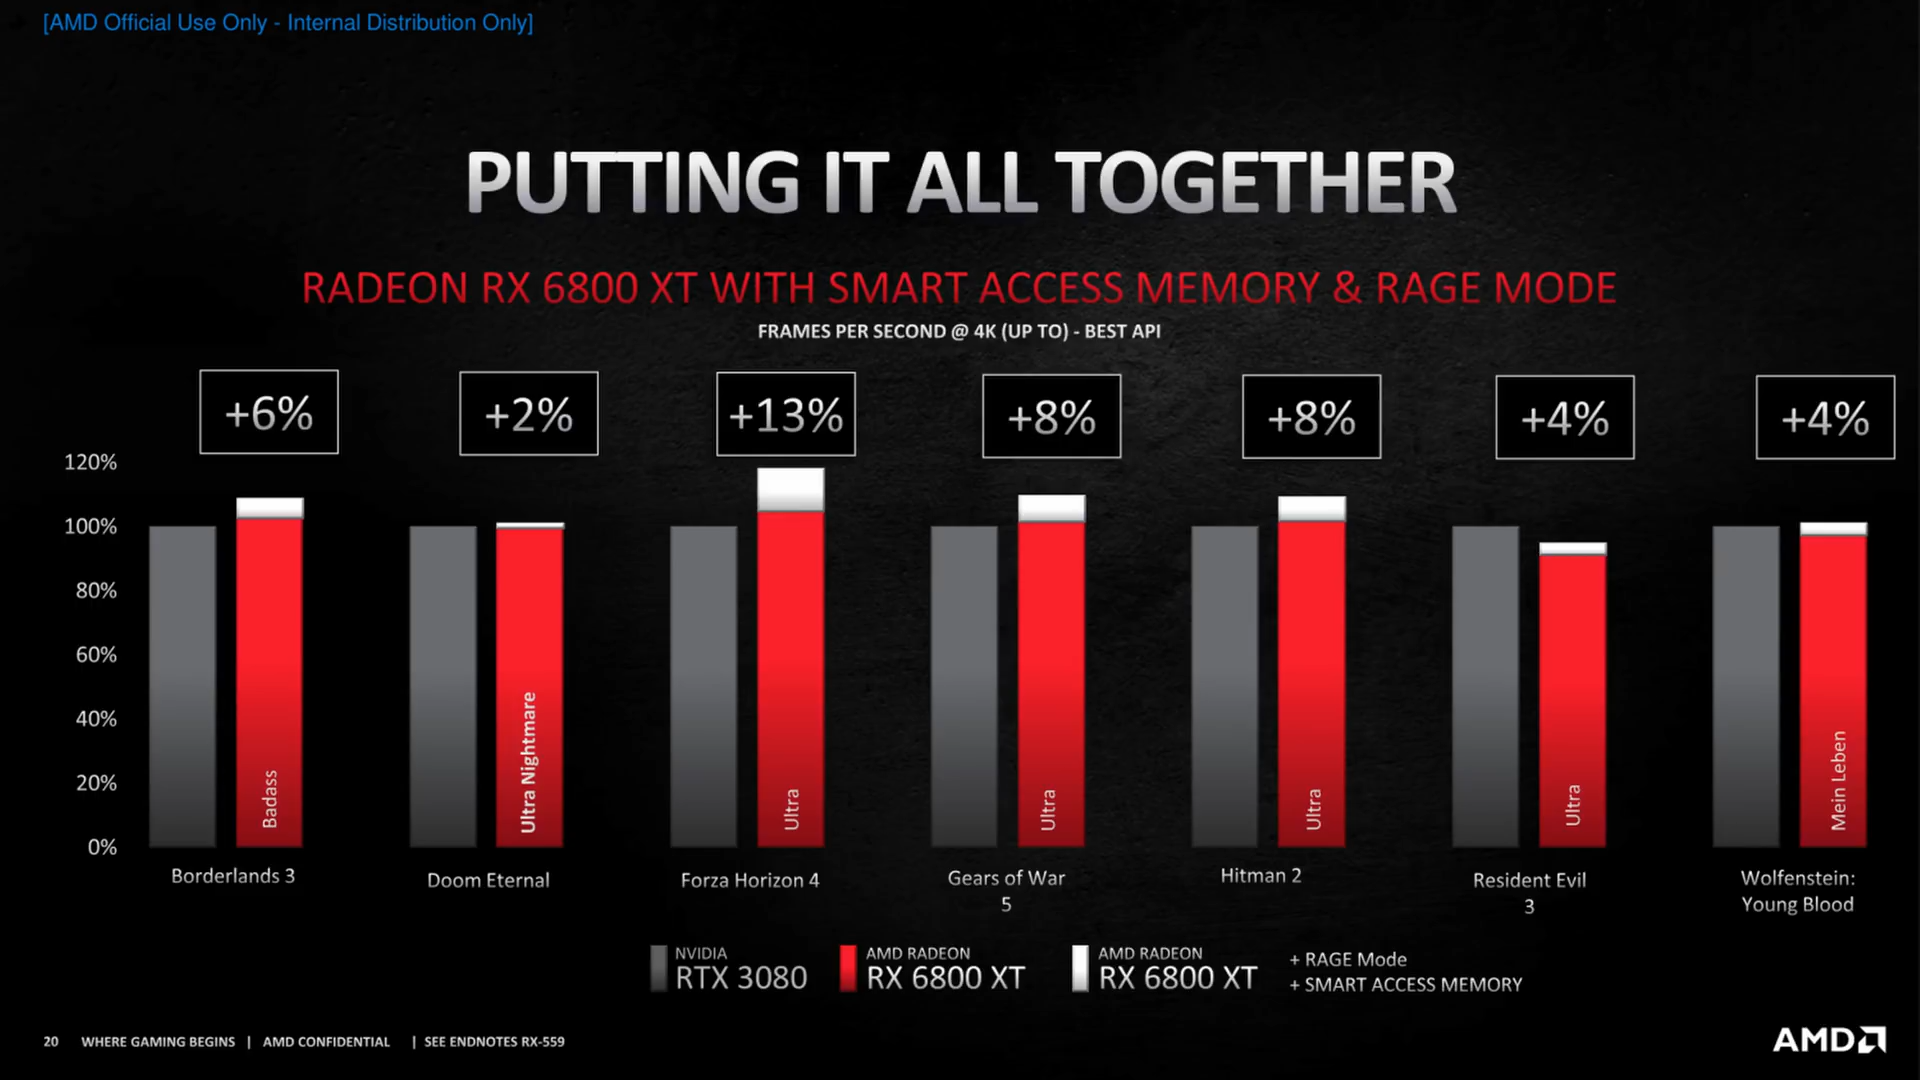 [AMD Official Use Only - Internal Distribution Only]
PUTTING IT ALL TOGETHER
RADEON RX 6800 XT WITH SMART ACCESS MEMORY & RAGE MODE
FRAMES PER SECOND @ 4K (UP TO) - BEST API
+6%
+2%
+13%
+8%
+8%
+4%
+4%
120%
100%
80%
60%
40%
20%
0%
Badass
Ultra Nightmare
Ultra
Ultra
Ultra
Ultra
Mein Leben
Borderlands 3
Doom Eternal
Forza Horizon 4
Gears of War
5
Hitman 2
Resident Evil
3
Wolfenstein:
Young Blood
NVIDIA
RTX 3080
AMD RADEON
RX 6800 XT
AMD RADEON
RX 6800 XT
+ RAGE Mode
+ SMART ACCESS MEMORY
20 WHERE GAMING BEGINS | AMD CONFIDENTIAL | SEE ENDNOTES RX-559
AMD